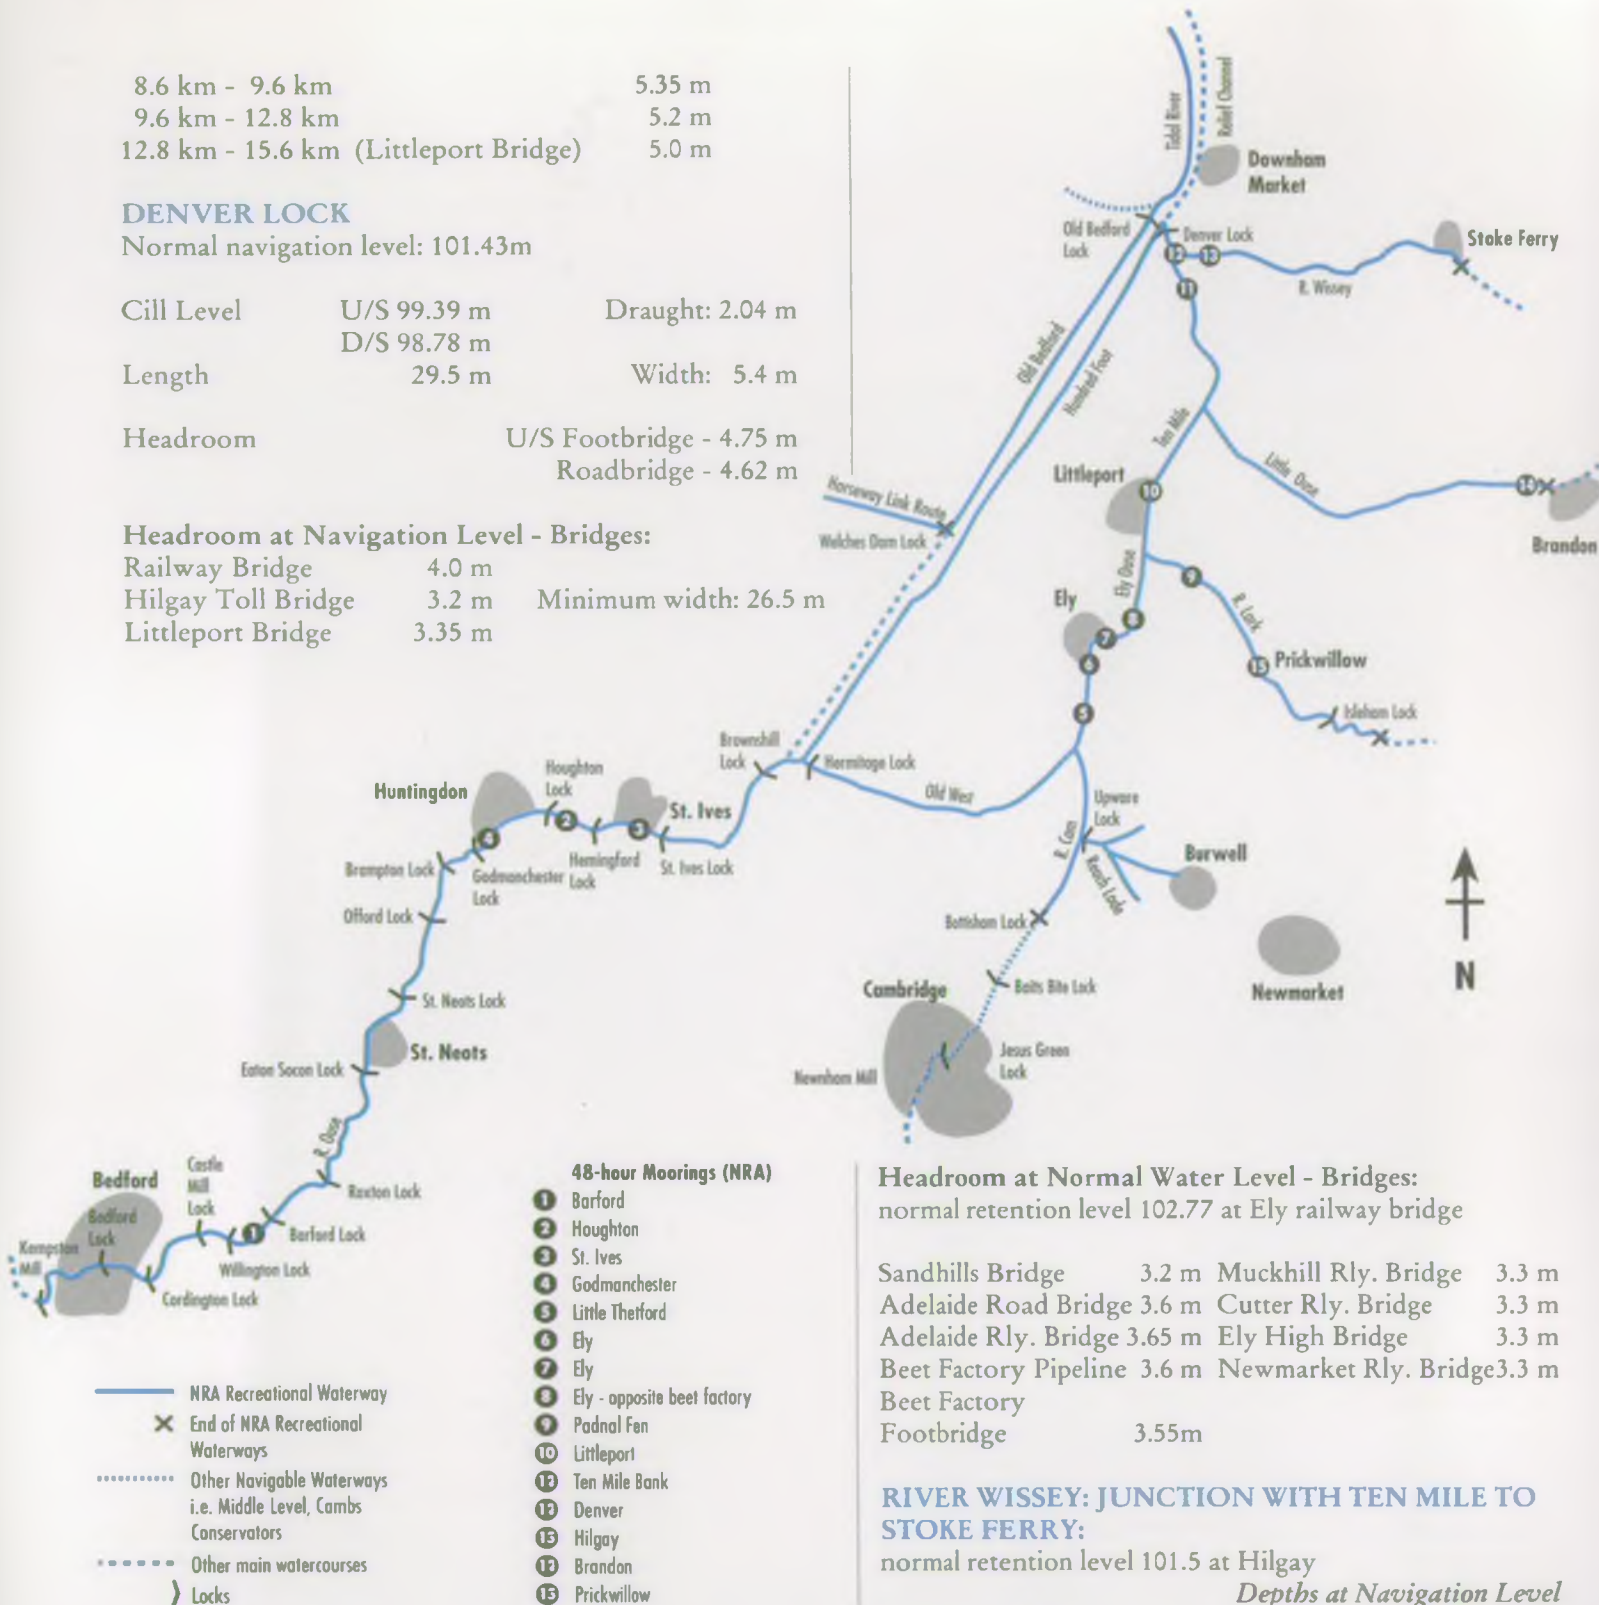 8.6 km - 9.6 km 5.35 m
9.6 km - 12.8 km 5.2 m
12.8 km - 15.6 km (Littleport Bridge) 5.0 m
DENVER LOCK
Normal navigation level: 101.43m
Cill Level U/S 99.39 m Draught: 2.04 m
D/S 98.78 m
Length 29.5 m Width: 5.4 m
Headroom U/S Footbridge - 4.75 m
Roadbridge - 4.62 m
Headroom at Navigation Level - Bridges:
Railway Bridge 4.0 m
Hilgay Toll Bridge 3.2 m Minimum width: 26.5 m
Littleport Bridge 3.35 m
Tidal River
Relief Channel
Downham
Market
Old Bedford
Lock
Denver Lock
12 13
11
Stoke Ferry
R. Wissey
Old Bedford
Hundred Foot
Ten Mile
Littleport
10
Little Ouse
14
Brandon
Horseway Link Route
Welches Dam Lock
Ely Ouse
9
Ely
8
7
6
R. Lark
15 Prickwillow
5
Isleham Lock
Brownshill
Lock
Hermitage Lock
Old West
Huntingdon
Houghton
Lock
2
3
St. Ives
4
Hemingford
Lock
St. Ives Lock
Brampton Lock
Godmanchester
Lock
Offord Lock
Upware
Lock
R. Cam
Reach Lode
Burwell
Bottisham Lock
Newmarket
N
Cambridge
Baits Bite Lock
Jesus Green
Lock
Newnham Mill
St. Neots Lock
St. Neots
Eaton Socon Lock
R. Ouse
Roxton Lock
Bedford
Bedford
Lock
Castle
Mill
Lock
Kempston
Mill
1
Barford Lock
Willington Lock
Cardington Lock
NRA Recreational Waterway
End of NRA Recreational
Waterways
Other Navigable Waterways
i.e. Middle Level, Cambs
Conservators
Other main watercourses
Locks
48-hour Moorings (NRA)
1 Barford
2 Houghton
3 St. Ives
4 Godmanchester
5 Little Thetford
6 Ely
7 Ely
8 Ely - opposite beet factory
9 Padnal Fen
10 Littleport
Ten Mile Bank
12 Denver
13 Hilgay
Brandon
15 Prickwillow
Headroom at Normal Water Level - Bridges:
normal retention level 102.77 at Ely railway bridge
Sandhills Bridge 3.2 m Muckhill Rly. Bridge 3.3 m
Adelaide Road Bridge 3.6 m Cutter Rly. Bridge 3.3 m
Adelaide Rly. Bridge 3.65 m Ely High Bridge 3.3 m
Beet Factory Pipeline 3.6 m Newmarket Rly. Bridge 3.3 m
Beet Factory
Footbridge 3.55m
RIVER WISSEY: JUNCTION WITH TEN MILE TO
STOKE FERRY:
normal retention level 101.5 at Hilgay
Depths at Navigation Level